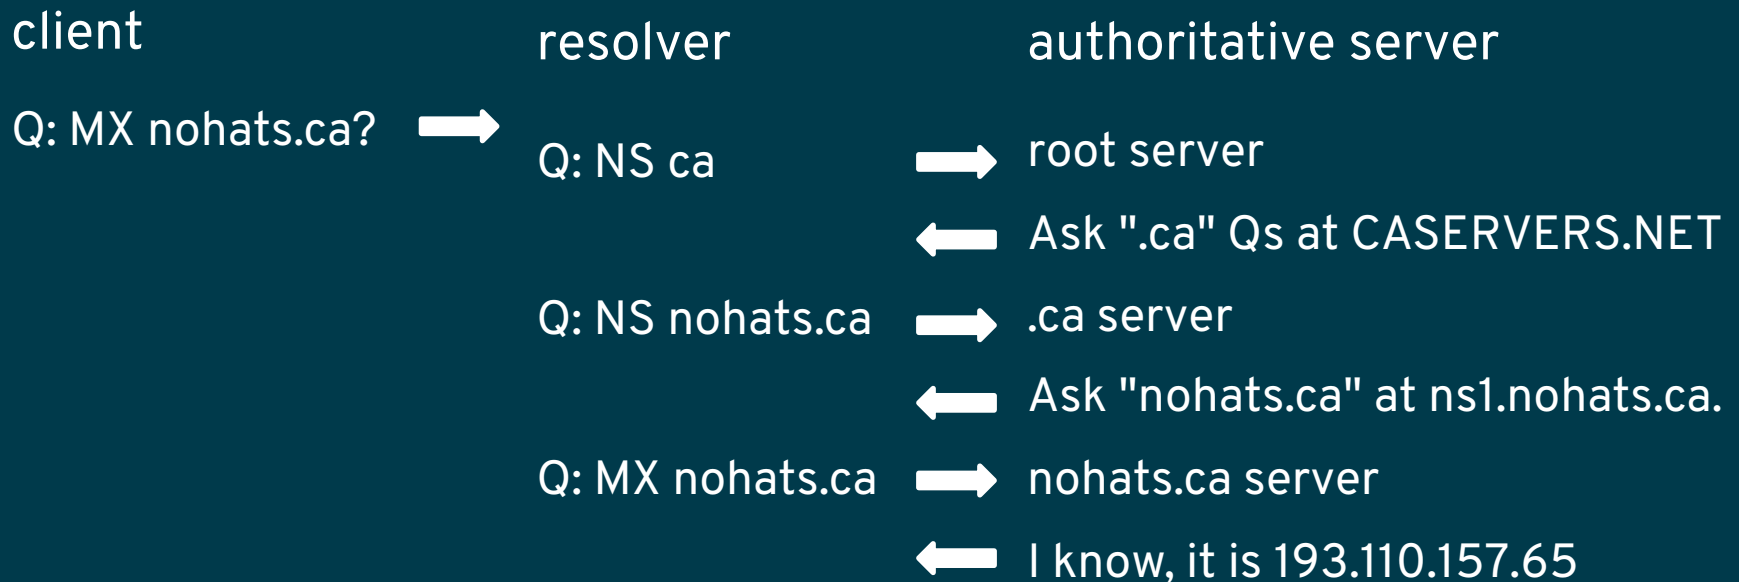 client
resolver
authoritative server
Q: MX nohats.ca?
Q: NS ca
root server
Ask ".ca" Qs at CASERVERS.NET
Q: NS nohats.ca
.ca server
Ask "nohats.ca" at ns1.nohats.ca.
Q: MX nohats.ca
nohats.ca server
I know, it is 193.110.157.65